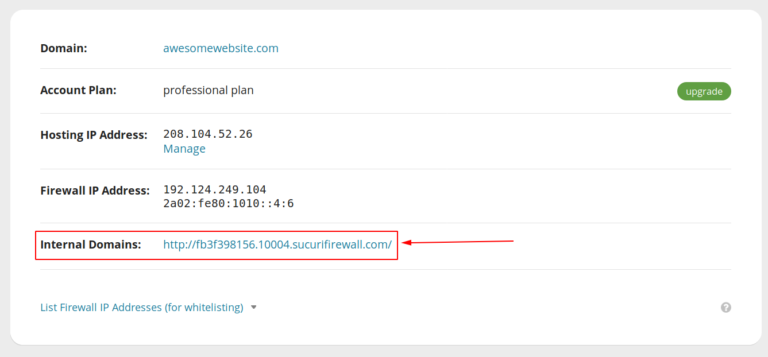 Domain: awesomewebsite.com
Account Plan: professional plan upgrade
Hosting IP Address: 208.104.52.26
Manage
Firewall IP Address: 192.124.249.104
2a02:fe80:1010::4:6
Internal Domains: http://fb3f398156.10004.sucurifirewall.com/
List Firewall IP Addresses (for whitelisting) ?